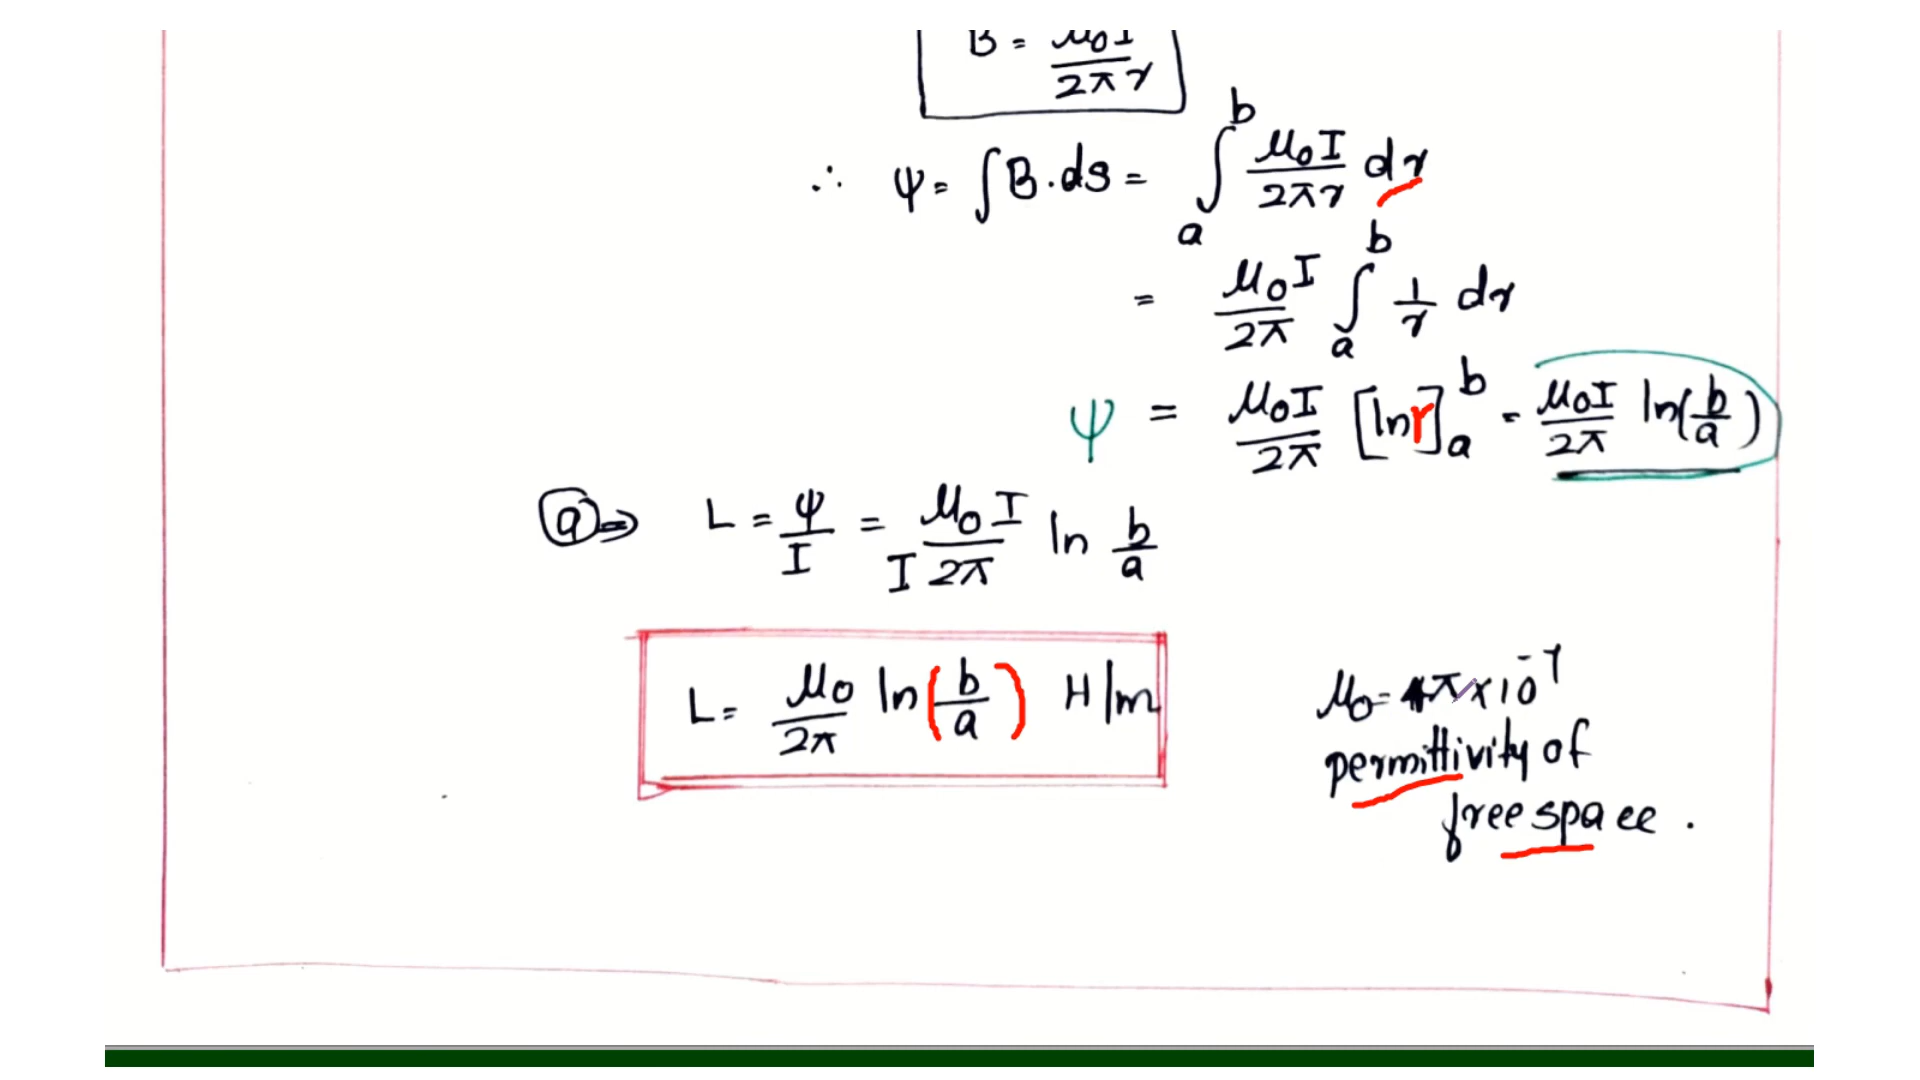 B = μ₀I / 2πr
∴ ψ = ∫B.ds = ∫ₐᵇ μ₀I / 2πr dr
= μ₀I / 2π ∫ₐᵇ 1/r dr
ψ = μ₀I / 2π [ln r]ₐᵇ = μ₀I / 2π ln(b/a)
ⓐ ⇒ L = ψ / I = μ₀I / I 2π ln b/a
L = μ₀ / 2π ln(b/a) H/m
μ₀ = 4π × 10⁻⁷
permittivity of
free space .